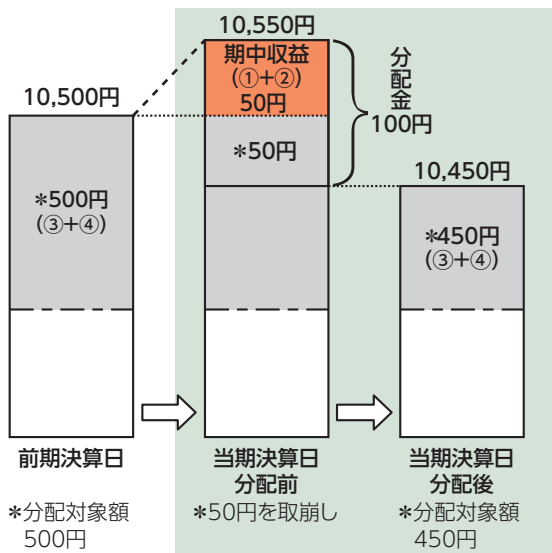 10,500円
*500円
(③+④)
前期決算日
*分配対象額
500円
10,550円
期中収益
(①+②)
50円
*50円
分配金
100円
当期決算日
分配前
*50円を取崩し
10,450円
*450円
(③+④)
当期決算日
分配後
*分配対象額
450円